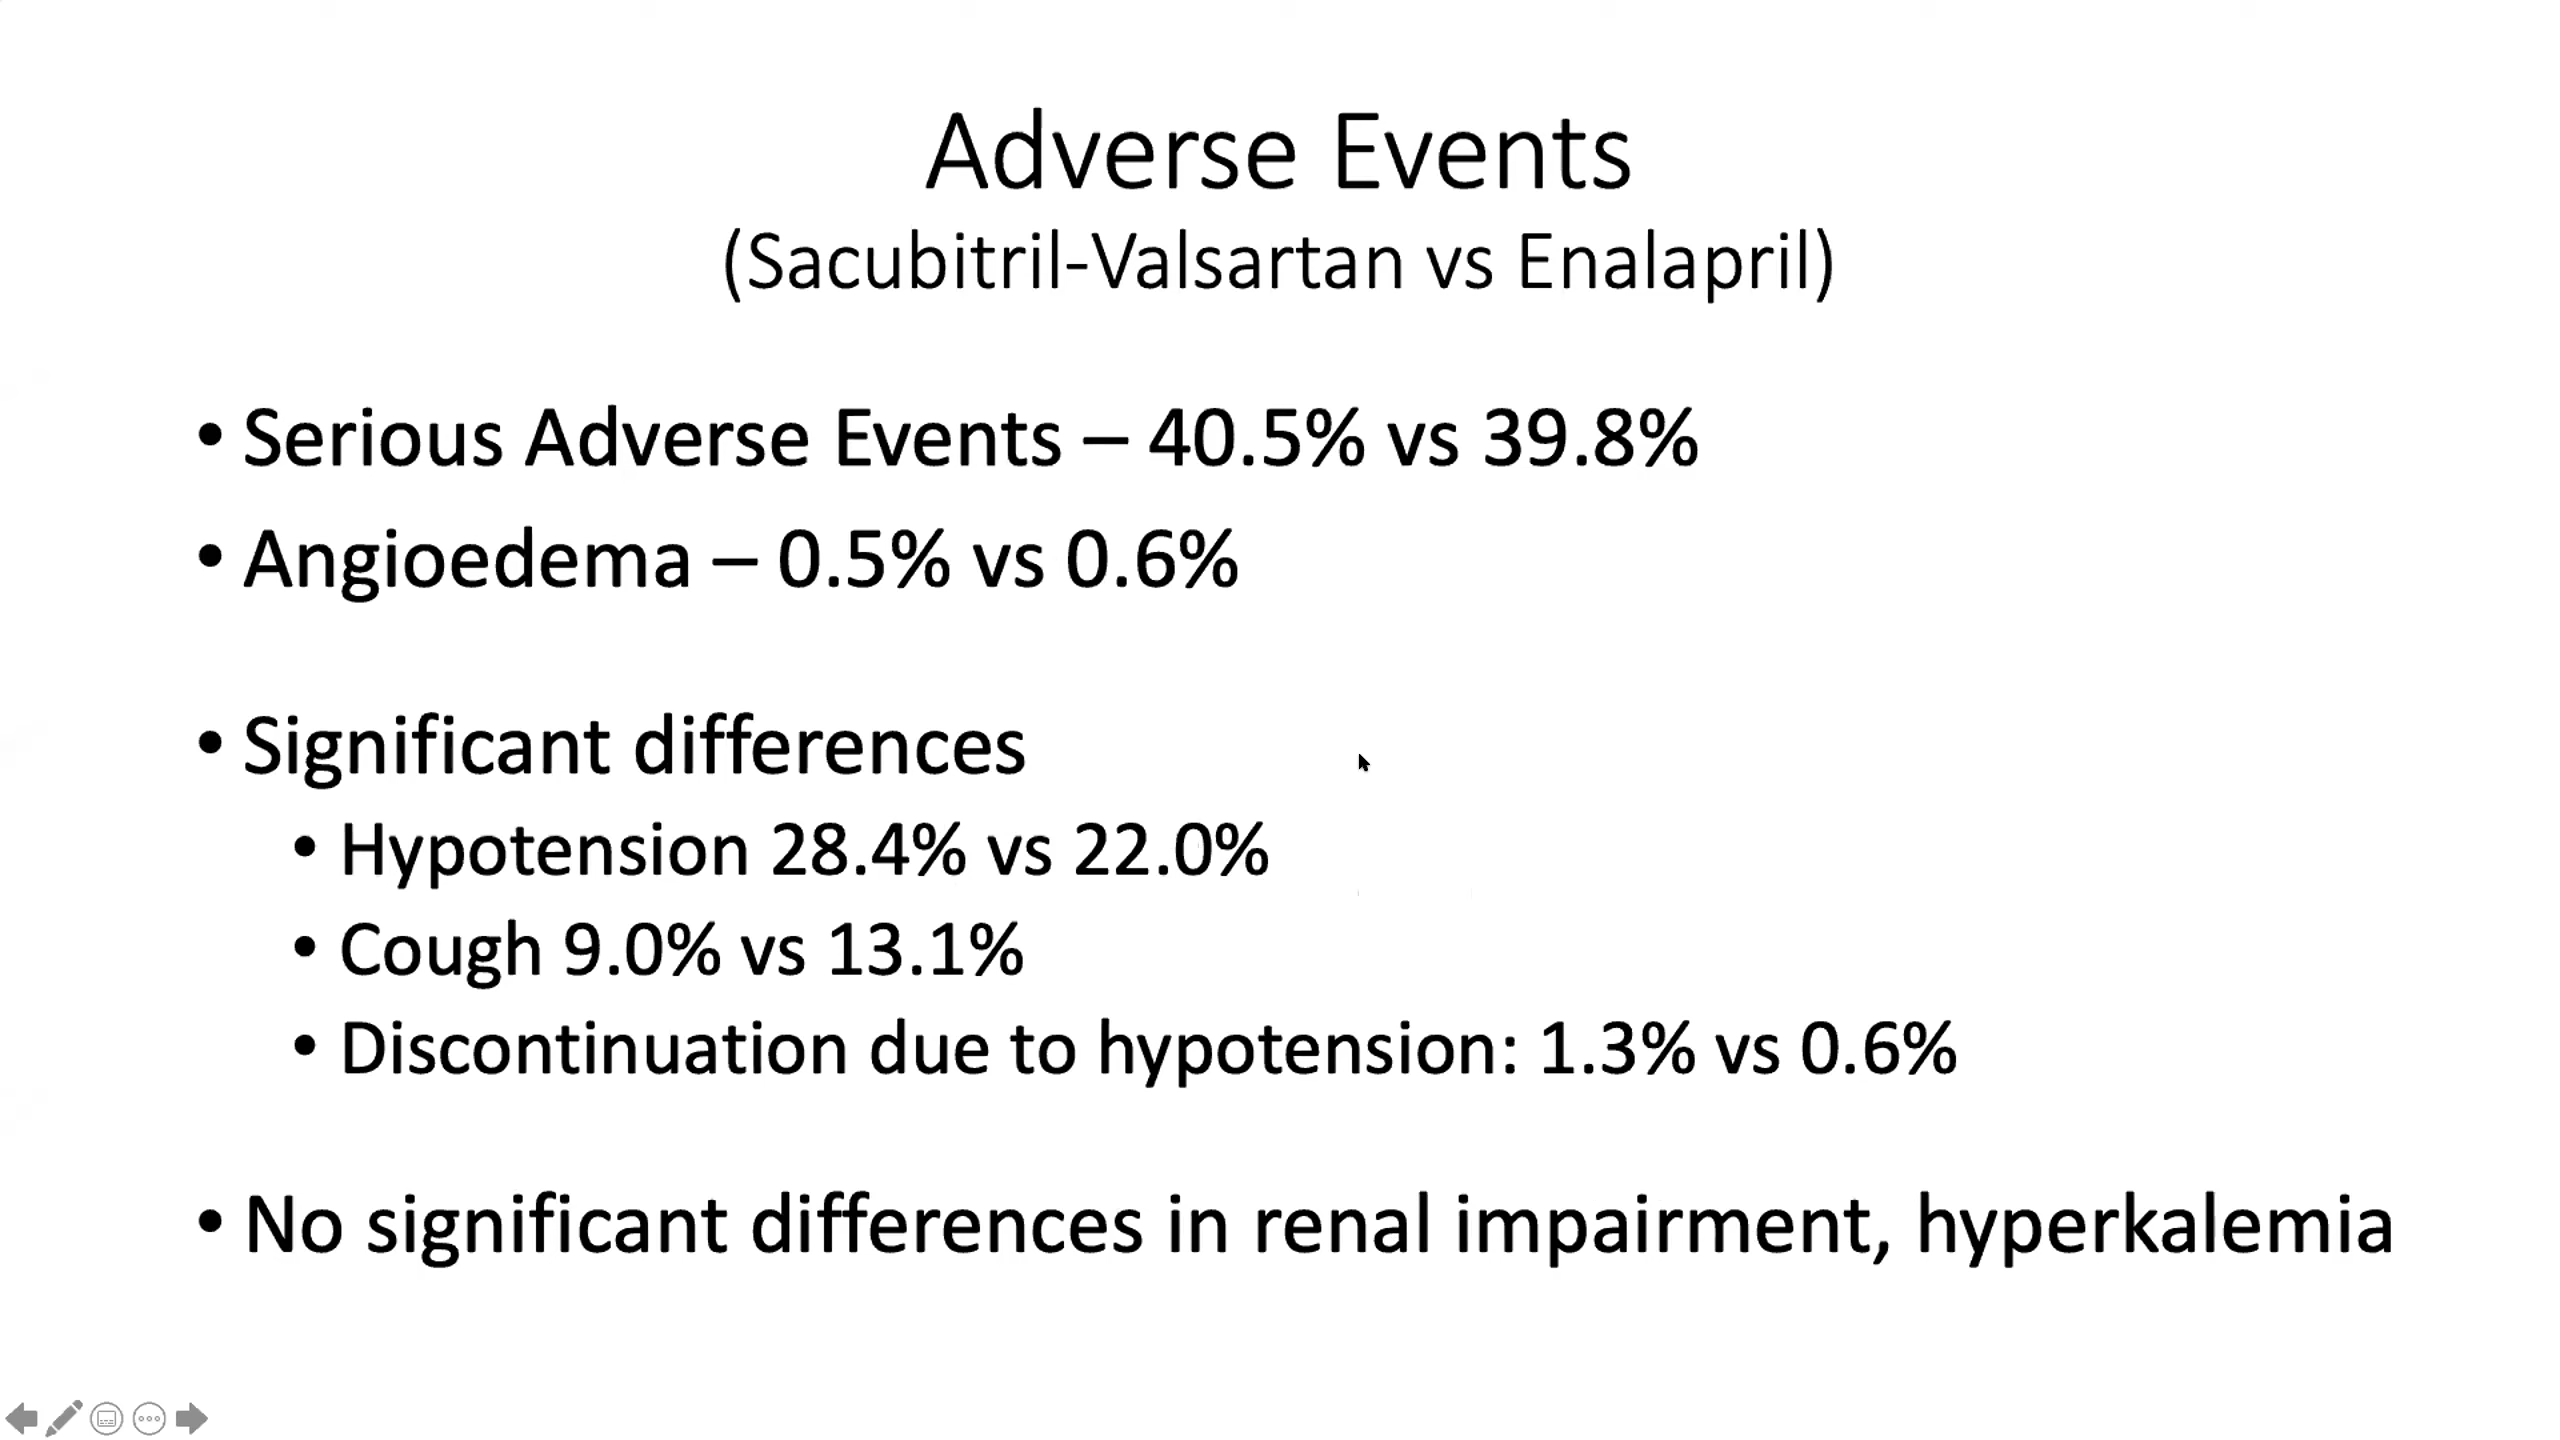 Adverse Events
(Sacubitril-Valsartan vs Enalapril)
• Serious Adverse Events – 40.5% vs 39.8%
• Angioedema – 0.5% vs 0.6%
• Significant differences
• Hypotension 28.4% vs 22.0%
• Cough 9.0% vs 13.1%
• Discontinuation due to hypotension: 1.3% vs 0.6%
• No significant differences in renal impairment, hyperkalemia